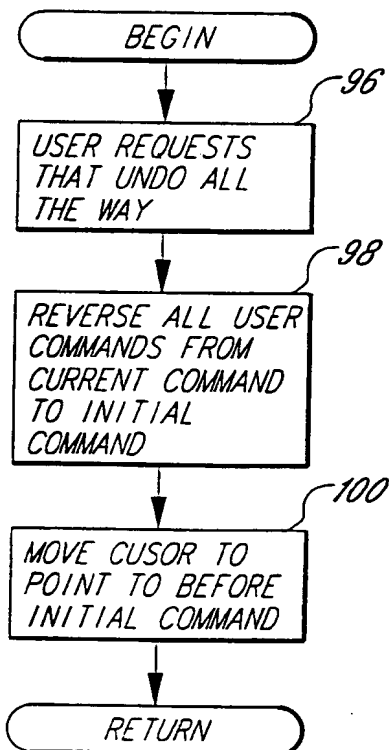 BEGIN
96
USER REQUESTS
THAT UNDO ALL
THE WAY
98
REVERSE ALL USER
COMMANDS FROM
CURRENT COMMAND
TO INITIAL
COMMAND
100
MOVE CUSOR TO
POINT TO BEFORE
INITIAL COMMAND
RETURN